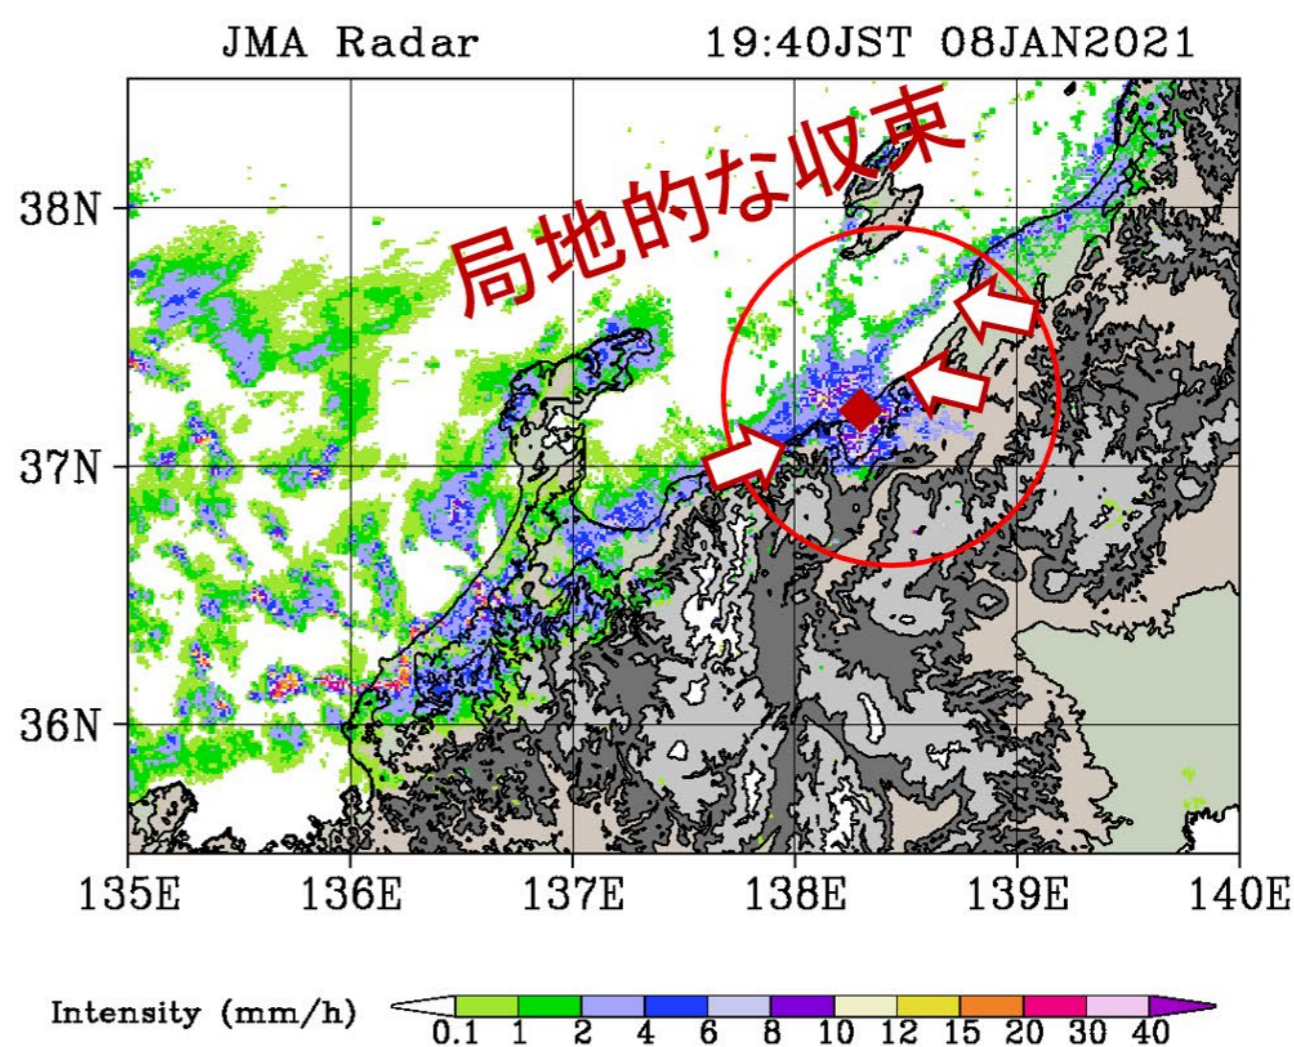 JMA Radar 19:40JST 08JAN2021
局地的な収束
38N
37N
36N
135E 136E 137E 138E 139E 140E
Intensity (mm/h)
0.1 1 2 4 6 8 10 12 15 20 30 40